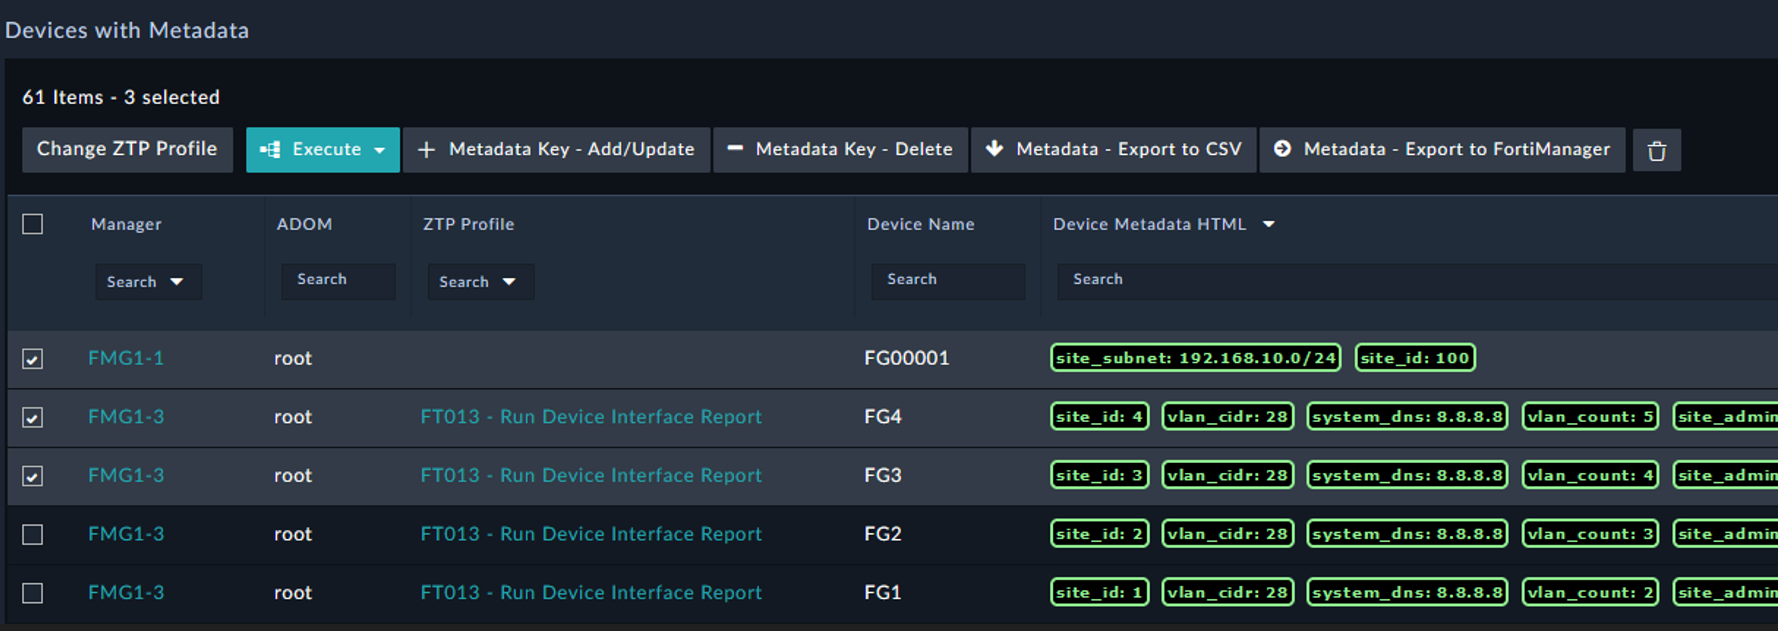 Devices with Metadata
61 Items - 3 selected
Change ZTP Profile Execute Metadata Key - Add/Update Metadata Key - Delete Metadata - Export to CSV Metadata - Export to FortiManager
Manager ADOM ZTP Profile Device Name Device Metadata HTML
Search Search Search Search Search
FMG1-1 root FG00001 site_subnet: 192.168.10.0/24 site_id: 100
FMG1-3 root FT013 - Run Device Interface Report FG4 site_id: 4 vlan_cidr: 28 system_dns: 8.8.8.8 vlan_count: 5 site_admin
FMG1-3 root FT013 - Run Device Interface Report FG3 site_id: 3 vlan_cidr: 28 system_dns: 8.8.8.8 vlan_count: 4 site_admin
FMG1-3 root FT013 - Run Device Interface Report FG2 site_id: 2 vlan_cidr: 28 system_dns: 8.8.8.8 vlan_count: 3 site_admin
FMG1-3 root FT013 - Run Device Interface Report FG1 site_id: 1 vlan_cidr: 28 system_dns: 8.8.8.8 vlan_count: 2 site_admin